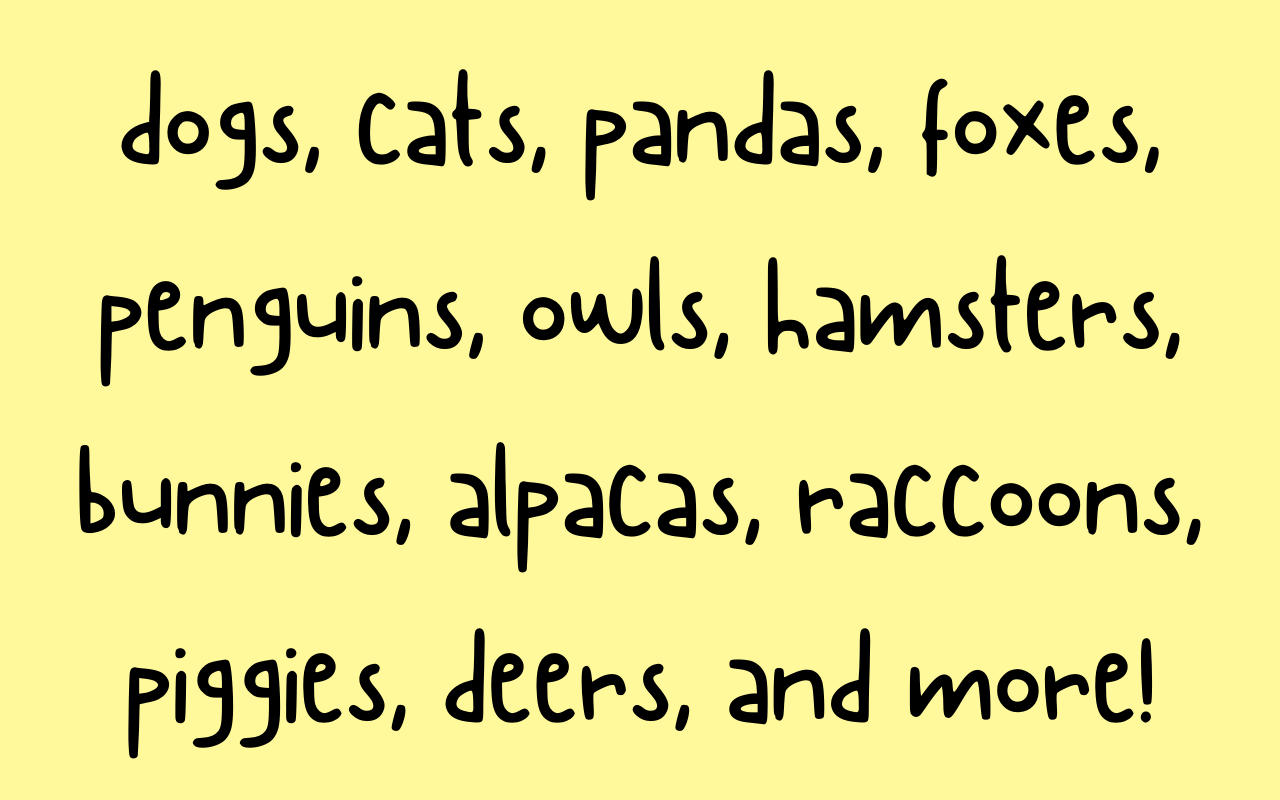 dogs, cats, pandas, foxes,
penguins, owls, hamsters,
bunnies, alpacas, raccoons,
piggies, deers, and more!